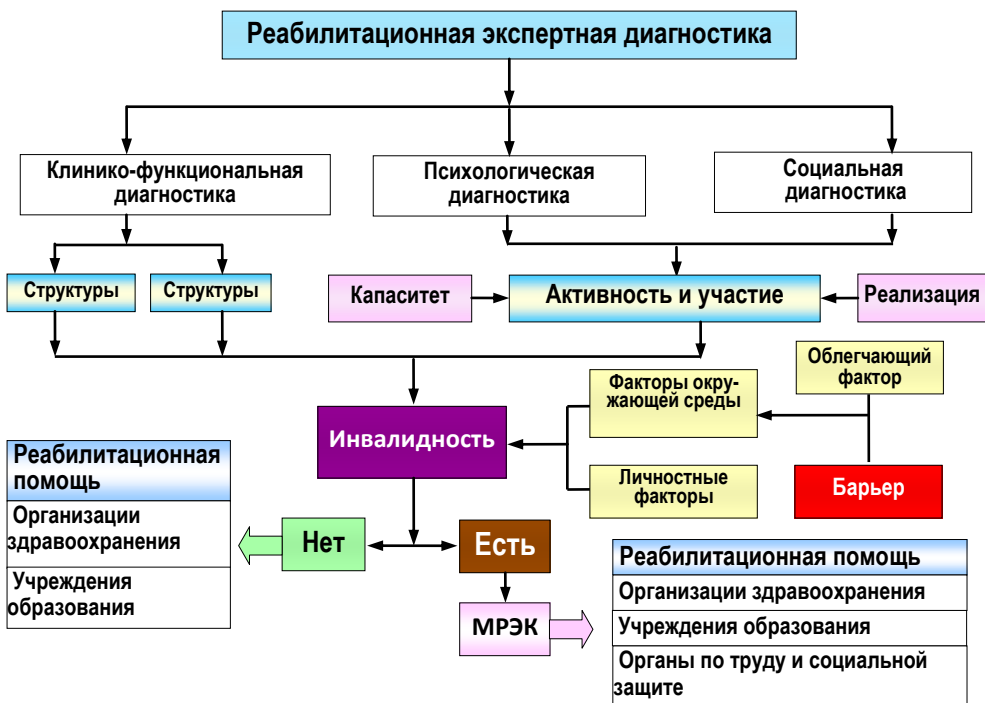 Реабилитационная экспертная диагностика
Клинико-функциональная
диагностика
Психологическая
диагностика
Социальная
диагностика
Структуры
Структуры
Капаситет
Активность и участие
Реализация
Факторы окру-
жающей среды
Облегчающий
фактор
Инвалидность
Личностные
факторы
Барьер
Реабилитационная
помощь
Организации
здравоохранения
Учреждения
образования
Нет
Есть
МРЭК
Реабилитационная помощь
Организации здравоохранения
Учреждения образования
Органы по труду и социальной
защите